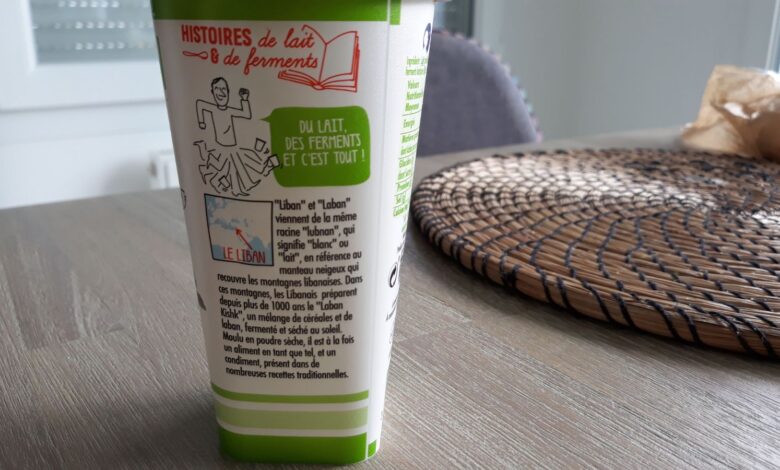 HISTOIRES de lait
& de ferments
DU LAIT,
DES FERMENTS
ET C'EST TOUT !
LE LIBAN
"Liban" et "Laban"
viennent de la même
racine "lubnan", qui
signifie "blanc" ou
"lait", en référence au
manteau neigeux qui
recouvre les montagnes libanaises. Dans
ces montagnes, les Libanais préparent
depuis plus de 1000 ans le "Laban
Kishk", un mélange de céréales et de
laban, fermenté et séché au soleil.
Moulu en poudre sèche, il est à la fois
un aliment en tant que tel, et un
condiment, présent dans de
nombreuses recettes traditionnelles.
Energie